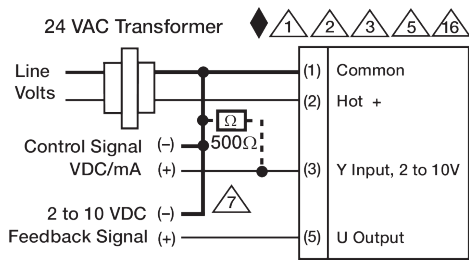 24 VAC Transformer
1 2 3 5 16
Line
Volts
(1) Common
(2) Hot +
Ω
500Ω
Control Signal (–)
VDC/mA (+)
(3) Y Input, 2 to 10V
7
2 to 10 VDC (–)
Feedback Signal (+)
(5) U Output